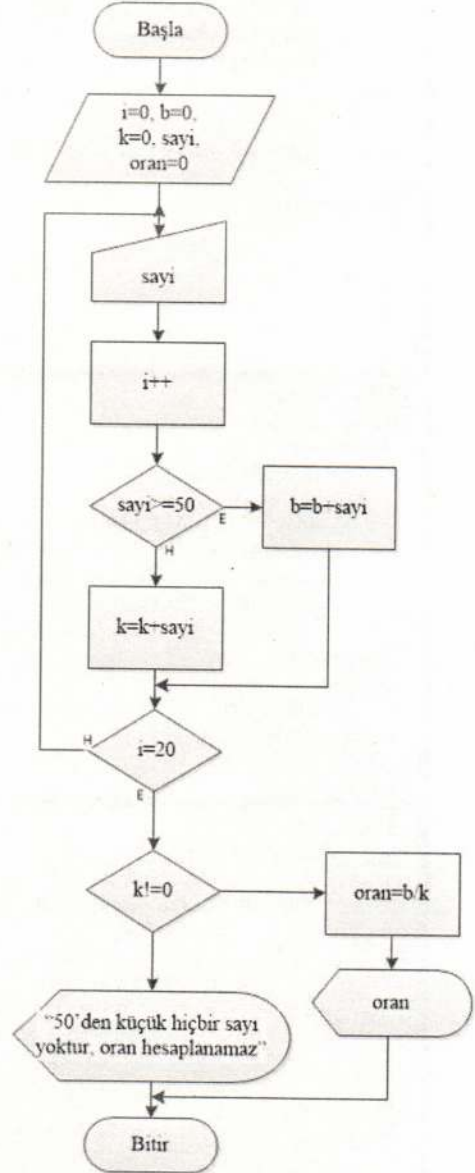 Başla
i=0, b=0,
k=0, sayi,
oran=0
sayi
i++
sayi>=50
E
H
b=b+sayi
k=k+sayi
H
i=20
E
k!=0
oran=b/k
oran
“50’den küçük hiçbir sayı
yoktur, oran hesaplanamaz”
Bitir